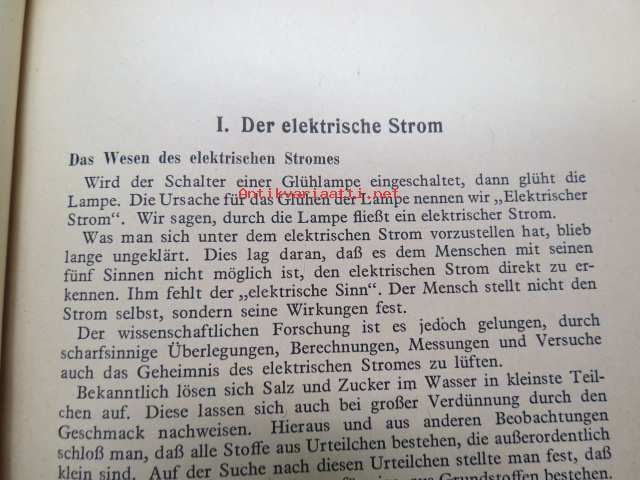 I. Der elektrische Strom
Das Wesen des elektrischen Stromes
Antikvariaatti.net
Wird der Schalter einer Glühlampe eingeschaltet, dann glüht die
Lampe. Die Ursache für das Glühen der Lampe nennen wir „Elektrischer
Strom“. Wir sagen, durch die Lampe fließt ein elektrischer Strom.
Was man sich unter dem elektrischen Strom vorzustellen hat, blieb
lange ungeklärt. Dies lag daran, daß es dem Menschen mit seinen
fünf Sinnen nicht möglich ist, den elektrischen Strom direkt zu er-
kennen. Ihm fehlt der „elektrische Sinn“. Der Mensch stellt nicht den
Strom selbst, sondern seine Wirkungen fest.
Der wissenschaftlichen Forschung ist es jedoch gelungen, durch
scharfsinnige Überlegungen, Berechnungen, Messungen und Versuche
auch das Geheimnis des elektrischen Stromes zu lüften.
Bekanntlich lösen sich Salz und Zucker im Wasser in kleinste Teil-
chen auf. Diese lassen sich auch bei großer Verdünnung durch den
Geschmack nachweisen. Hieraus und aus anderen Beobachtungen
schloß man, daß alle Stoffe aus Urteilchen bestehen, die außerordentlich
klein sind. Auf der Suche nach diesen Urteilchen stellte man fest, daß
aus Grundstoffen bestehen.